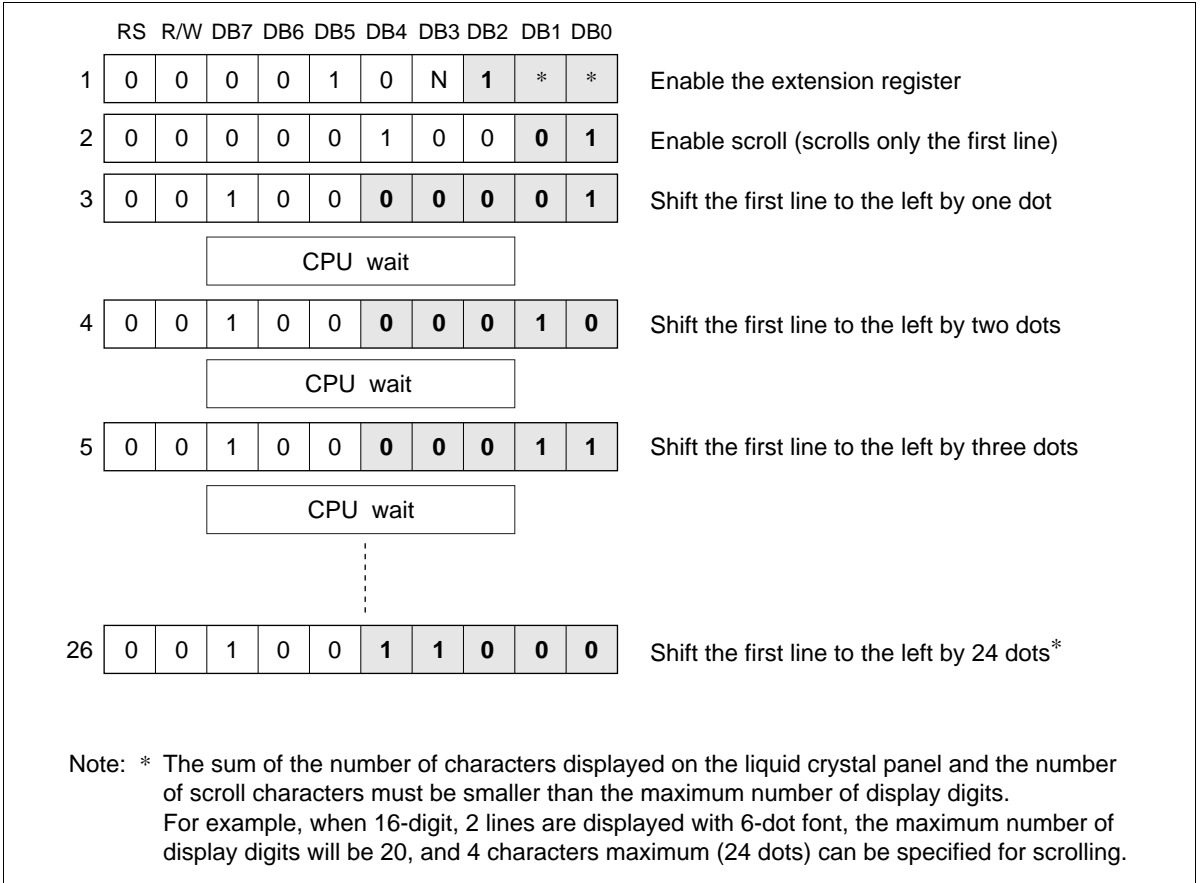 RS R/W DB7 DB6 DB5 DB4 DB3 DB2 DB1 DB0
1 0 0 0 0 1 0 N 1 * * Enable the extension register
2 0 0 0 0 0 1 0 0 0 1 Enable scroll (scrolls only the first line)
3 0 0 1 0 0 0 0 0 0 1 Shift the first line to the left by one dot
CPU wait
4 0 0 1 0 0 0 0 0 1 0 Shift the first line to the left by two dots
CPU wait
5 0 0 1 0 0 0 0 0 1 1 Shift the first line to the left by three dots
CPU wait
26 0 0 1 0 0 1 1 0 0 0 Shift the first line to the left by 24 dots*
Note: * The sum of the number of characters displayed on the liquid crystal panel and the number
of scroll characters must be smaller than the maximum number of display digits.
For example, when 16-digit, 2 lines are displayed with 6-dot font, the maximum number of
display digits will be 20, and 4 characters maximum (24 dots) can be specified for scrolling.